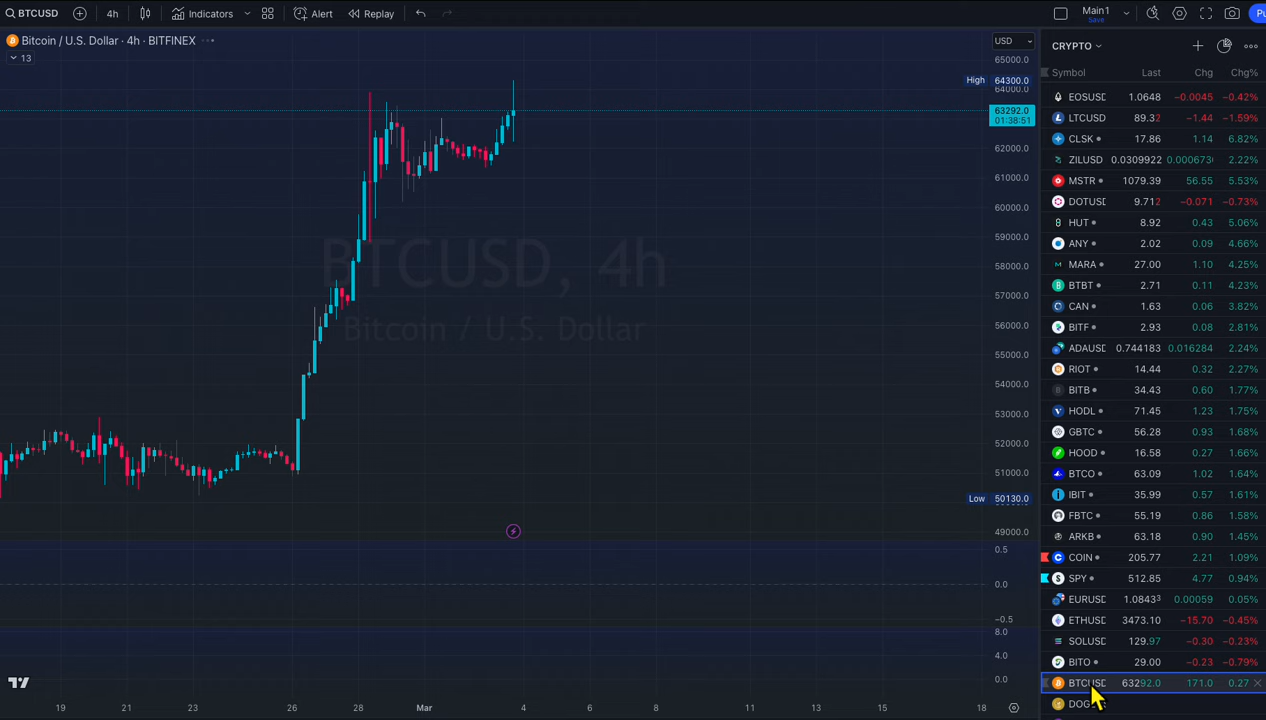 BTCUSD 4h Indicators Alert Replay Main1 Save Pu
Bitcoin / U.S. Dollar · 4h · BITFINEX
13
USD
CRYPTO
Symbol Last Chg Chg%
BTCUSD, 4h
Bitcoin / U.S. Dollar
65000.0
High 64300.0
64000.0
63292.0
01:38:51
62000.0
61000.0
60000.0
59000.0
58000.0
57000.0
56000.0
55000.0
54000.0
53000.0
52000.0
51000.0
Low 50130.0
49000.0
0.5
0.0
−0.5
8.0
4.0
0.0
19 21 23 26 28 Mar 4 6 8 11 13 16 18
EOSUSD 1.0648 −0.0045 −0.42%
LTCUSD 89.32 −1.44 −1.59%
CLSK 17.86 1.14 6.82%
ZILUSD 0.0309922 0.000673 2.22%
MSTR 1079.39 56.55 5.53%
DOTUSD 9.712 −0.071 −0.73%
HUT 8.92 0.43 5.06%
ANY 2.02 0.09 4.66%
MARA 27.00 1.10 4.25%
BTBT 2.71 0.11 4.23%
CAN 1.63 0.06 3.82%
BITF 2.93 0.08 2.81%
ADAUSD 0.744183 0.016284 2.24%
RIOT 14.44 0.32 2.27%
BITB 34.43 0.60 1.77%
HODL 71.45 1.23 1.75%
GBTC 56.28 0.93 1.68%
HOOD 16.58 0.27 1.66%
BTCO 63.09 1.02 1.64%
IBIT 35.99 0.57 1.61%
FBTC 55.19 0.86 1.58%
ARKB 63.18 0.90 1.45%
COIN 205.77 2.21 1.09%
SPY 512.85 4.77 0.94%
EURUSD 1.08433 0.00059 0.05%
ETHUSD 3473.10 −15.70 −0.45%
SOLUSD 129.97 −0.30 −0.23%
BITO 29.00 −0.23 −0.79%
BTCUSD 63292.0 171.0 0.27
DOG